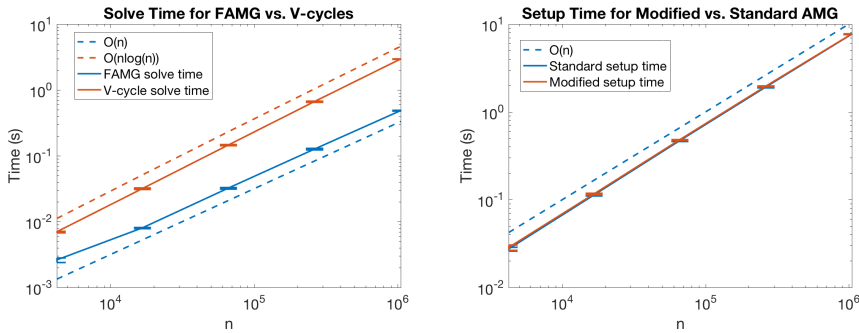 Solve Time for FAMG vs. V-cycles
10^1
10^0
10^-1
10^-2
10^-3
Time (s)
O(n)
O(nlog(n))
FAMG solve time
V-cycle solve time
10^4
10^5
10^6
n
Setup Time for Modified vs. Standard AMG
10^1
10^0
10^-1
10^-2
Time (s)
O(n)
Standard setup time
Modified setup time
10^4
10^5
10^6
n